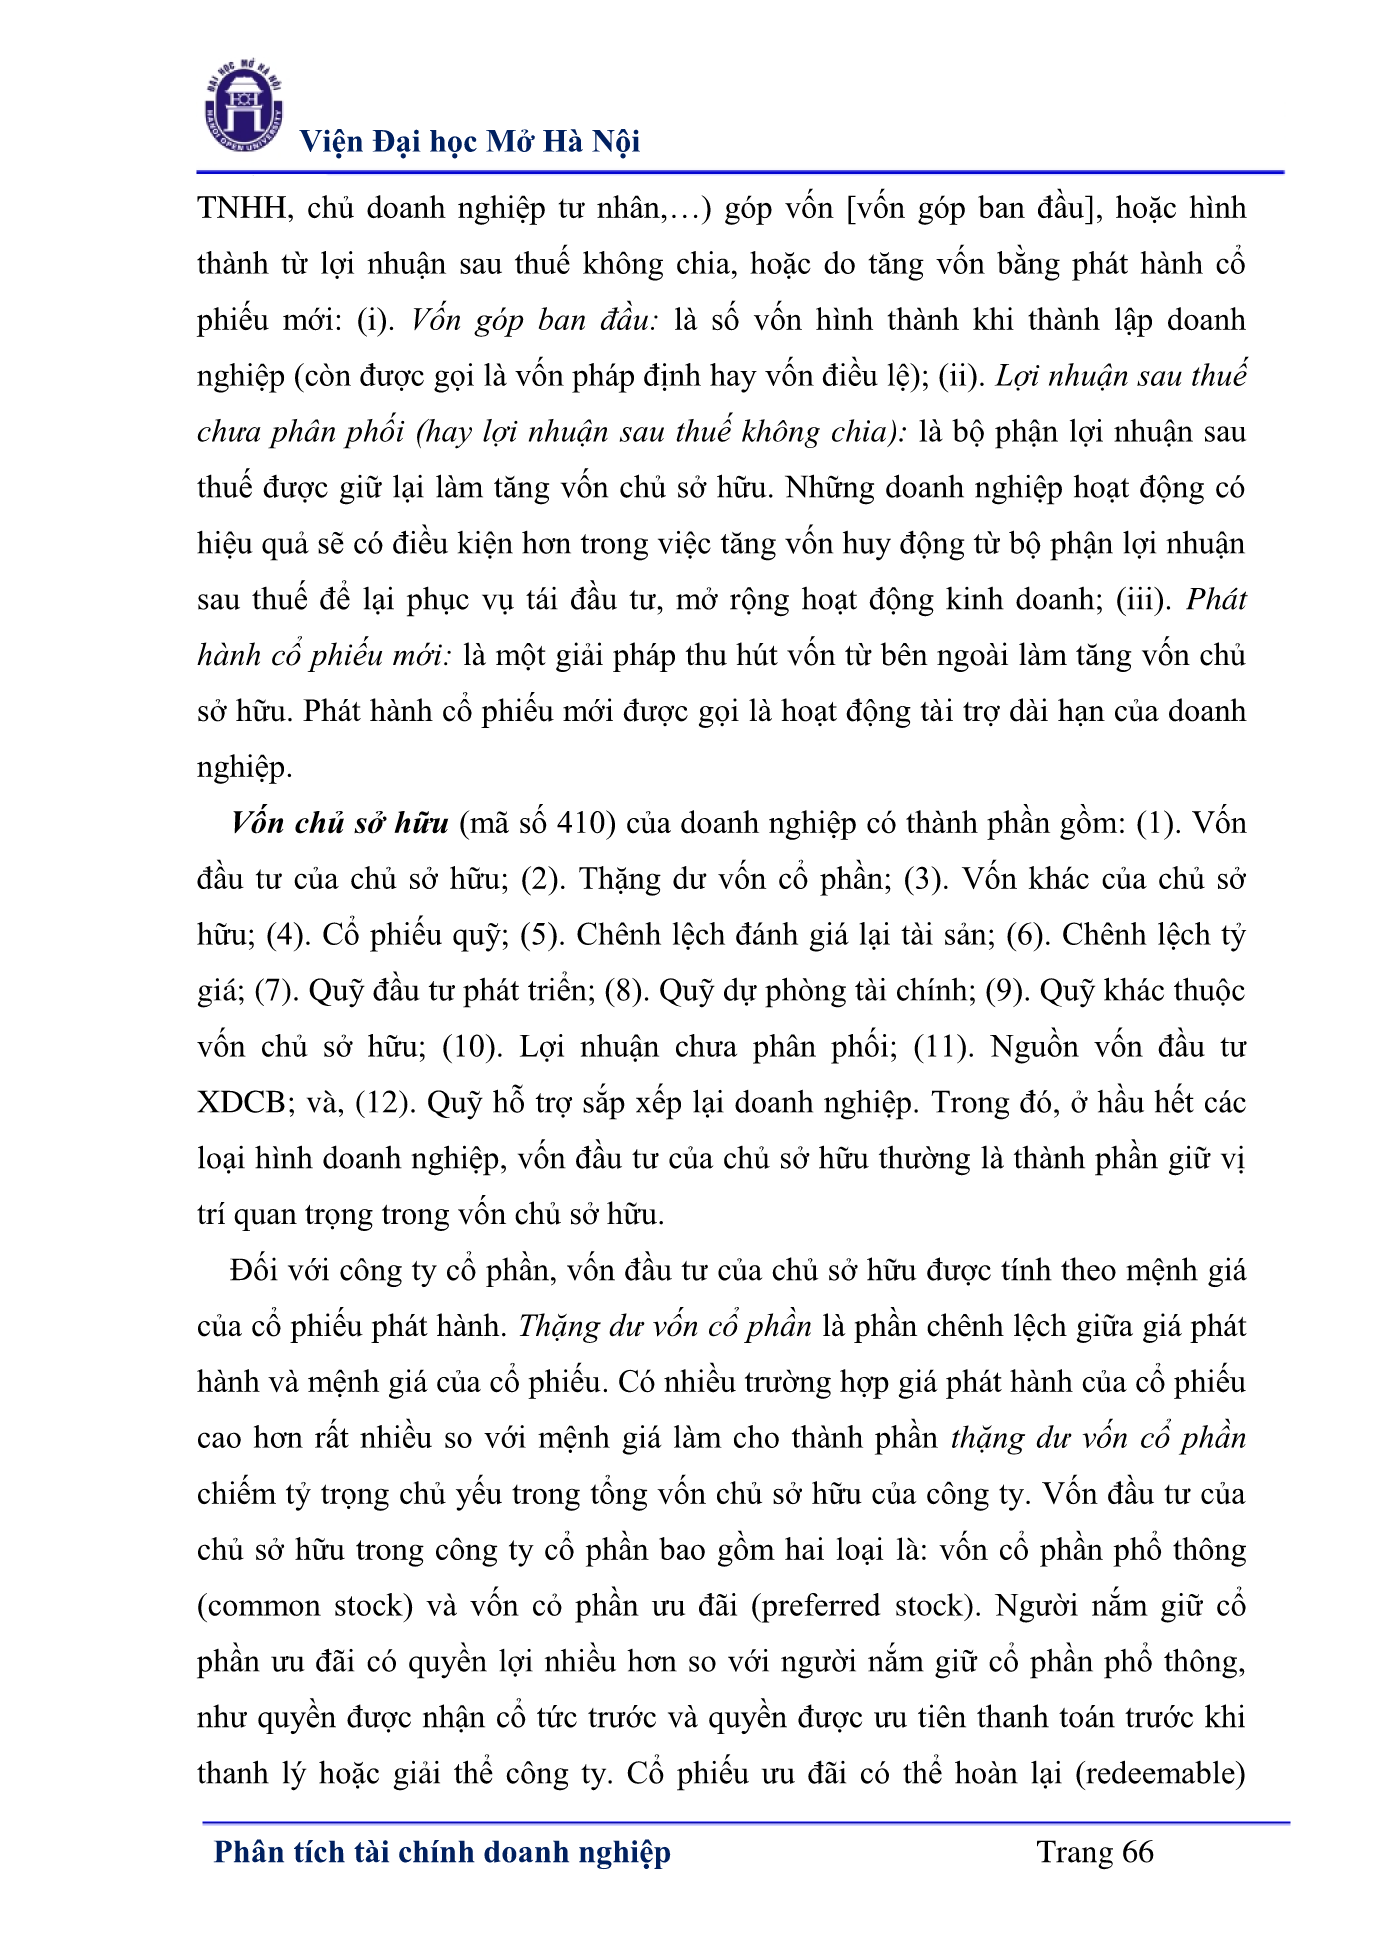 ĐẠI HỌC MỞ HÀ NỘI
HANOI OPEN UNIVERSITY
Viện Đại học Mở Hà Nội
TNHH, chủ doanh nghiệp tư nhân,…) góp vốn [vốn góp ban đầu], hoặc hình
thành từ lợi nhuận sau thuế không chia, hoặc do tăng vốn bằng phát hành cổ
phiếu mới: (i). Vốn góp ban đầu: là số vốn hình thành khi thành lập doanh
nghiệp (còn được gọi là vốn pháp định hay vốn điều lệ); (ii). Lợi nhuận sau thuế
chưa phân phối (hay lợi nhuận sau thuế không chia): là bộ phận lợi nhuận sau
thuế được giữ lại làm tăng vốn chủ sở hữu. Những doanh nghiệp hoạt động có
hiệu quả sẽ có điều kiện hơn trong việc tăng vốn huy động từ bộ phận lợi nhuận
sau thuế để lại phục vụ tái đầu tư, mở rộng hoạt động kinh doanh; (iii). Phát
hành cổ phiếu mới: là một giải pháp thu hút vốn từ bên ngoài làm tăng vốn chủ
sở hữu. Phát hành cổ phiếu mới được gọi là hoạt động tài trợ dài hạn của doanh
nghiệp.
Vốn chủ sở hữu (mã số 410) của doanh nghiệp có thành phần gồm: (1). Vốn
đầu tư của chủ sở hữu; (2). Thặng dư vốn cổ phần; (3). Vốn khác của chủ sở
hữu; (4). Cổ phiếu quỹ; (5). Chênh lệch đánh giá lại tài sản; (6). Chênh lệch tỷ
giá; (7). Quỹ đầu tư phát triển; (8). Quỹ dự phòng tài chính; (9). Quỹ khác thuộc
vốn chủ sở hữu; (10). Lợi nhuận chưa phân phối; (11). Nguồn vốn đầu tư
XDCB; và, (12). Quỹ hỗ trợ sắp xếp lại doanh nghiệp. Trong đó, ở hầu hết các
loại hình doanh nghiệp, vốn đầu tư của chủ sở hữu thường là thành phần giữ vị
trí quan trọng trong vốn chủ sở hữu.
Đối với công ty cổ phần, vốn đầu tư của chủ sở hữu được tính theo mệnh giá
của cổ phiếu phát hành. Thặng dư vốn cổ phần là phần chênh lệch giữa giá phát
hành và mệnh giá của cổ phiếu. Có nhiều trường hợp giá phát hành của cổ phiếu
cao hơn rất nhiều so với mệnh giá làm cho thành phần thặng dư vốn cổ phần
chiếm tỷ trọng chủ yếu trong tổng vốn chủ sở hữu của công ty. Vốn đầu tư của
chủ sở hữu trong công ty cổ phần bao gồm hai loại là: vốn cổ phần phổ thông
(common stock) và vốn cỏ phần ưu đãi (preferred stock). Người nắm giữ cổ
phần ưu đãi có quyền lợi nhiều hơn so với người nắm giữ cổ phần phổ thông,
như quyền được nhận cổ tức trước và quyền được ưu tiên thanh toán trước khi
thanh lý hoặc giải thể công ty. Cổ phiếu ưu đãi có thể hoàn lại (redeemable)
Phân tích tài chính doanh nghiệp Trang 66